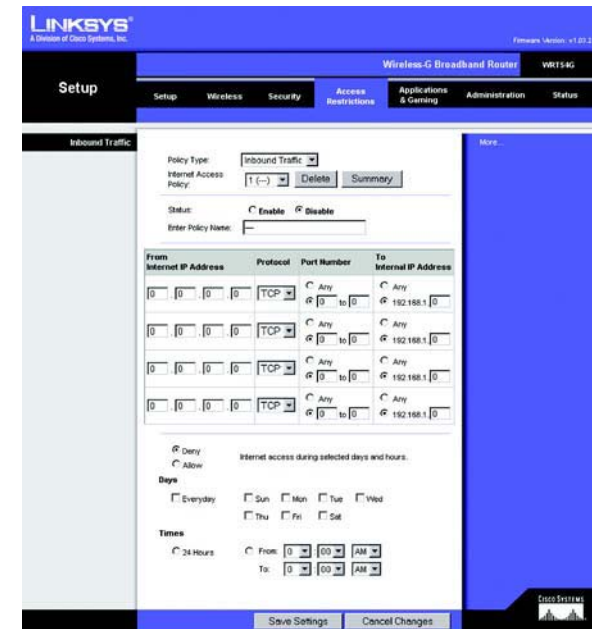 LINKSYS®
A Division of Cisco Systems, Inc.
Firmware Version: v1.03.2
Wireless-G Broadband Router WRT54G
Setup
Setup Wireless Security Access Restrictions Applications & Gaming Administration Status
Inbound Traffic
More...
Policy Type: Inbound Traffic
Internet Access Policy: 1 (---) Delete Summary
Status: Enable Disable
Enter Policy Name: ---
From Internet IP Address Protocol Port Number To Internal IP Address
0 . 0 . 0 . 0 TCP Any 0 to 0 Any 192.168.1. 0
0 . 0 . 0 . 0 TCP Any 0 to 0 Any 192.168.1. 0
0 . 0 . 0 . 0 TCP Any 0 to 0 Any 192.168.1. 0
0 . 0 . 0 . 0 TCP Any 0 to 0 Any 192.168.1. 0
Deny
Allow
Internet access during selected days and hours.
Days
Everyday Sun Mon Tue Wed
Thu Fri Sat
Times
24 Hours From: 0 : 00 AM
To: 0 : 00 AM
Save Settings Cancel Changes
CISCO SYSTEMS